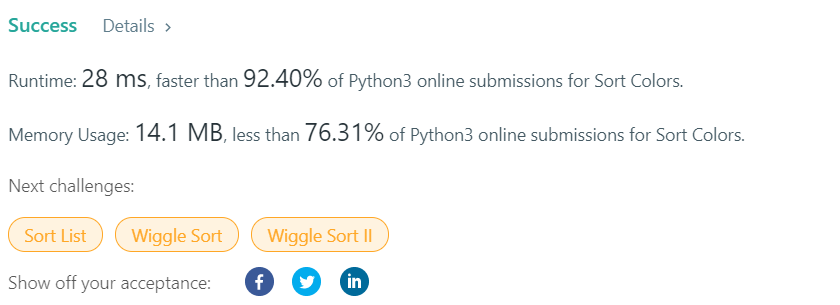 Success Details >
Runtime: 28 ms, faster than 92.40% of Python3 online submissions for Sort Colors.
Memory Usage: 14.1 MB, less than 76.31% of Python3 online submissions for Sort Colors.
Next challenges:
Sort List Wiggle Sort Wiggle Sort II
Show off your acceptance: f in